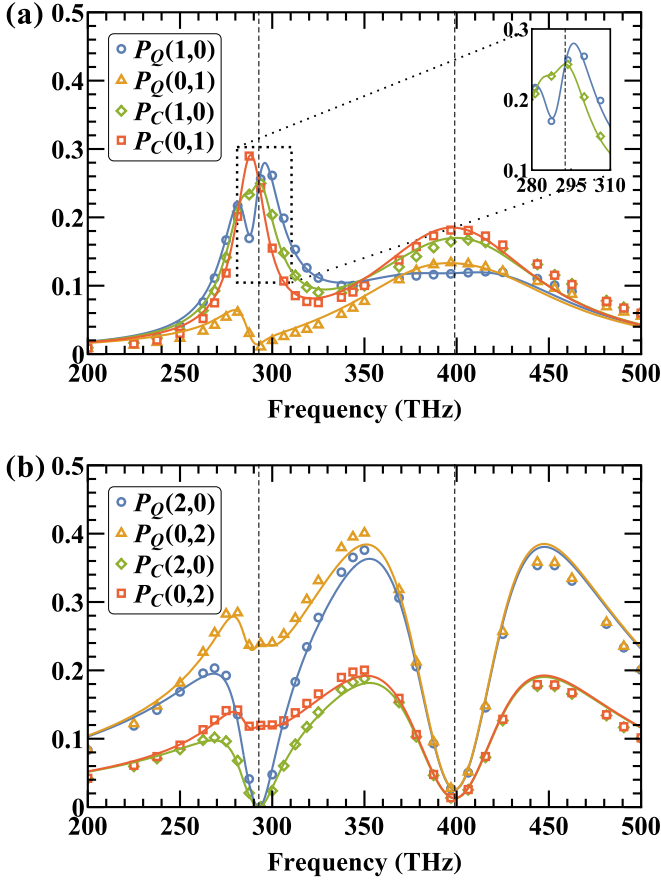 (a)
0.5
0.4
0.3
0.2
0.1
0
P_Q(1,0)
P_Q(0,1)
P_C(1,0)
P_C(0,1)
0.3
0.2
0.1
280 295 310
200 250 300 350 400 450 500
Frequency (THz)
(b)
0.5
0.4
0.3
0.2
0.1
0
P_Q(2,0)
P_Q(0,2)
P_C(2,0)
P_C(0,2)
200 250 300 350 400 450 500
Frequency (THz)